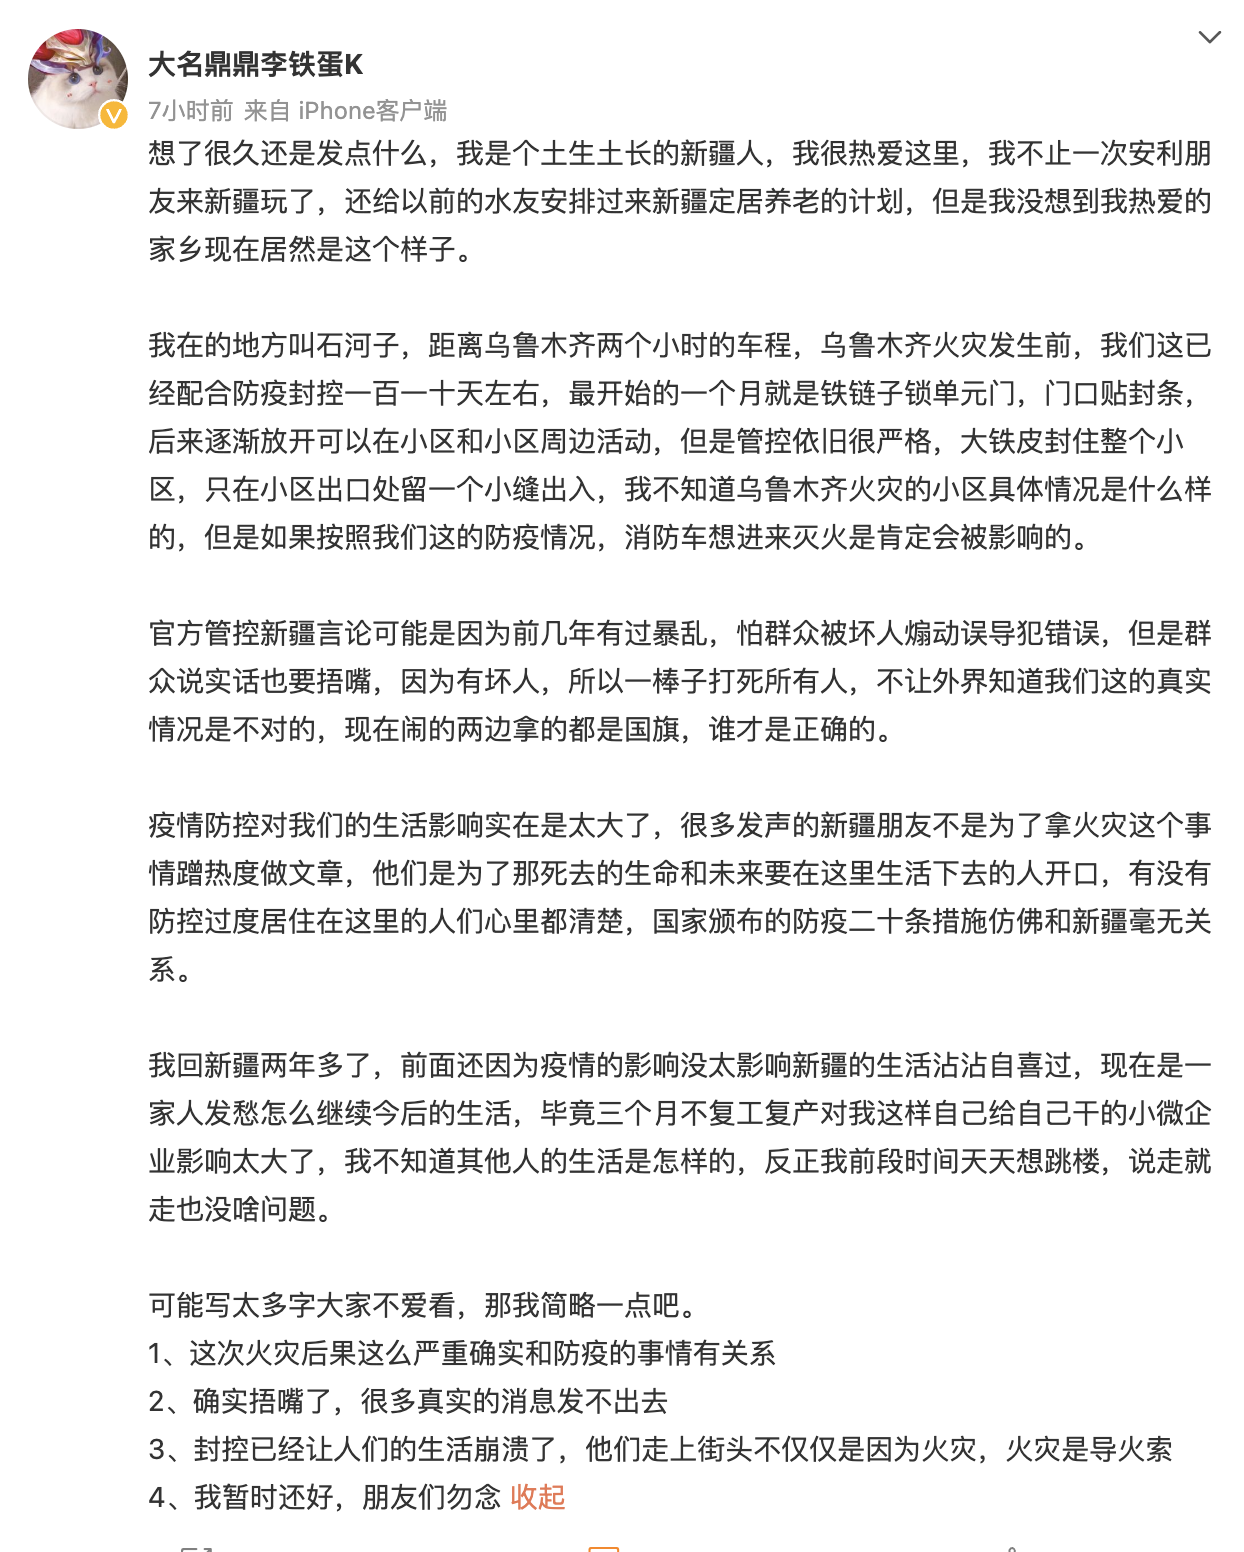 大名鼎鼎李铁蛋K
7小时前 来自 iPhone客户端
想了很久还是发点什么，我是个土生土长的新疆人，我很热爱这里，我不止一次安利朋
友来新疆玩了，还给以前的水友安排过来新疆定居养老的计划，但是我没想到我热爱的
家乡现在居然是这个样子。
我在的地方叫石河子，距离乌鲁木齐两个小时的车程，乌鲁木齐火灾发生前，我们这已
经配合防疫封控一百一十天左右，最开始的一个月就是铁链子锁单元门，门口贴封条，
后来逐渐放开可以在小区和小区周边活动，但是管控依旧很严格，大铁皮封住整个小
区，只在小区出口处留一个小缝出入，我不知道乌鲁木齐火灾的小区具体情况是什么样
的，但是如果按照我们这的防疫情况，消防车想进来灭火是肯定会被影响的。
官方管控新疆言论可能是因为前几年有过暴乱，怕群众被坏人煽动误导犯错误，但是群
众说实话也要捂嘴，因为有坏人，所以一棒子打死所有人，不让外界知道我们这的真实
情况是不对的，现在闹的两边拿的都是国旗，谁才是正确的。
疫情防控对我们的生活影响实在是太大了，很多发声的新疆朋友不是为了拿火灾这个事
情蹭热度做文章，他们是为了那死去的生命和未来要在这里生活下去的人开口，有没有
防控过度居住在这里的人们心里都清楚，国家颁布的防疫二十条措施仿佛和新疆毫无关
系。
我回新疆两年多了，前面还因为疫情的影响没太影响新疆的生活沾沾自喜过，现在是一
家人发愁怎么继续今后的生活，毕竟三个月不复工复产对我这样自己给自己干的小微企
业影响太大了，我不知道其他人的生活是怎样的，反正我前段时间天天想跳楼，说走就
走也没啥问题。
可能写太多字大家不爱看，那我简略一点吧。
1、这次火灾后果这么严重确实和防疫的事情有关系
2、确实捂嘴了，很多真实的消息发不出去
3、封控已经让人们的生活崩溃了，他们走上街头不仅仅是因为火灾，火灾是导火索
4、我暂时还好，朋友们勿念 收起